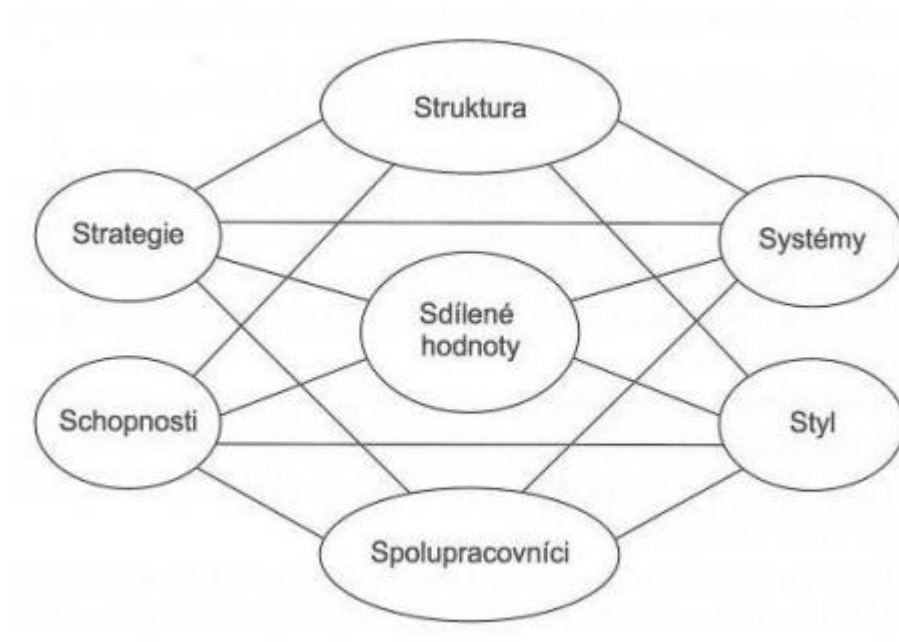 Struktura
Strategie
Systémy
Sdílené
hodnoty
Schopnosti
Styl
Spolupracovníci